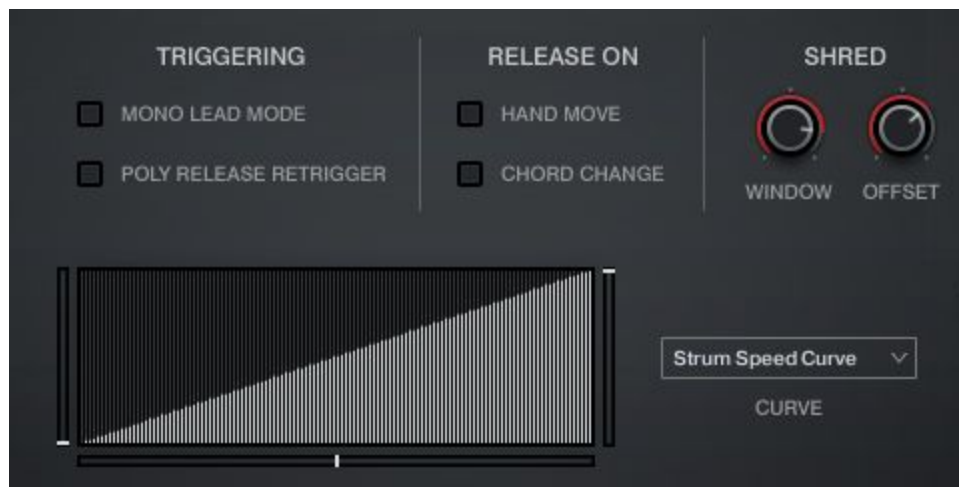 TRIGGERING
MONO LEAD MODE
POLY RELEASE RETRIGGER
RELEASE ON
HAND MOVE
CHORD CHANGE
SHRED
WINDOW
OFFSET
Strum Speed Curve
CURVE